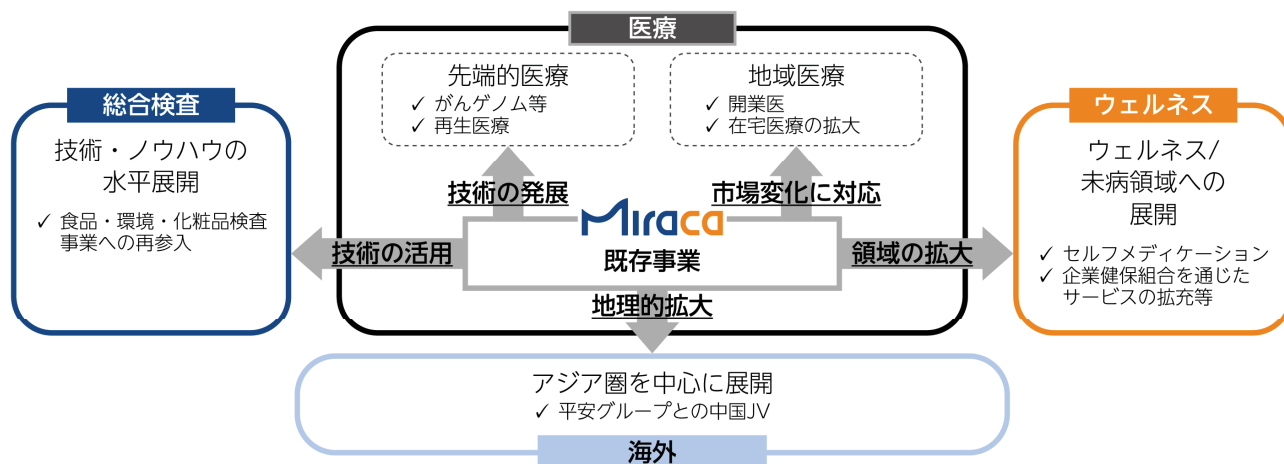 医療
先端的医療
✓ がんゲノム等
✓ 再生医療
地域医療
✓ 開業医
✓ 在宅医療の拡大
総合検査
技術・ノウハウの
水平展開
✓ 食品・環境・化粧品検査
事業への再参入
ウェルネス
ウェルネス/
未病領域への
展開
✓ セルフメディケーション
✓ 企業健保組合を通じた
サービスの拡充等
技術の発展
市場変化に対応
Miraca
既存事業
技術の活用
領域の拡大
地理的拡大
アジア圏を中心に展開
✓ 平安グループとの中国JV
海外